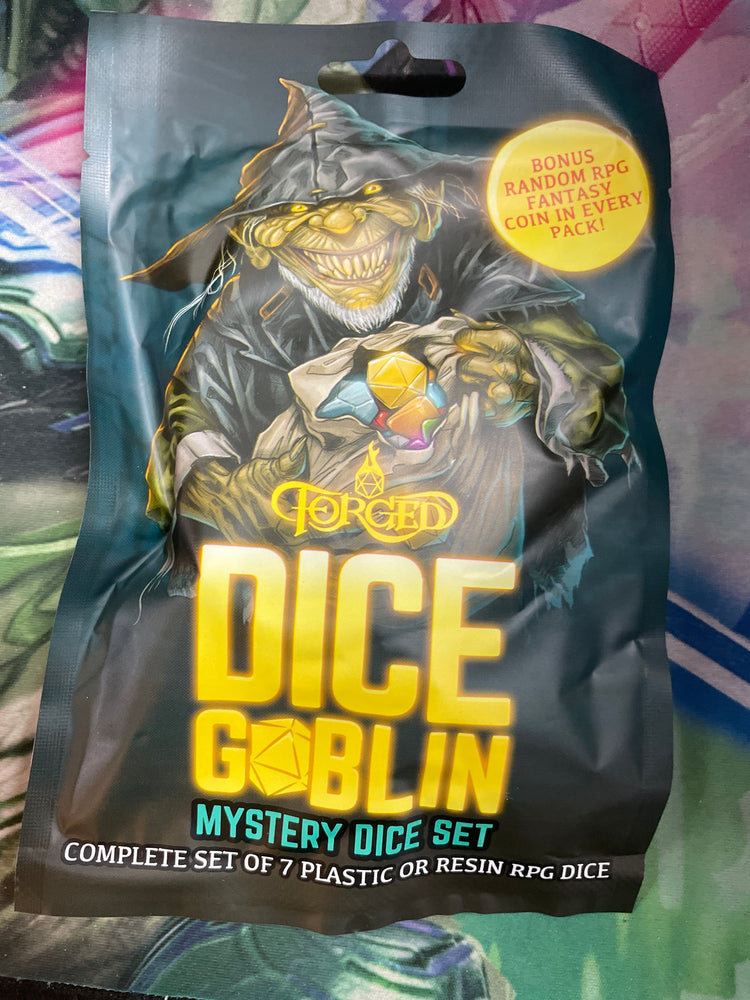 BONUS
RANDOM RPG
FANTASY
COIN IN EVERY
PACK!
FORGED
DICE
GOBLIN
MYSTERY DICE SET
COMPLETE SET OF 7 PLASTIC OR RESIN RPG DICE